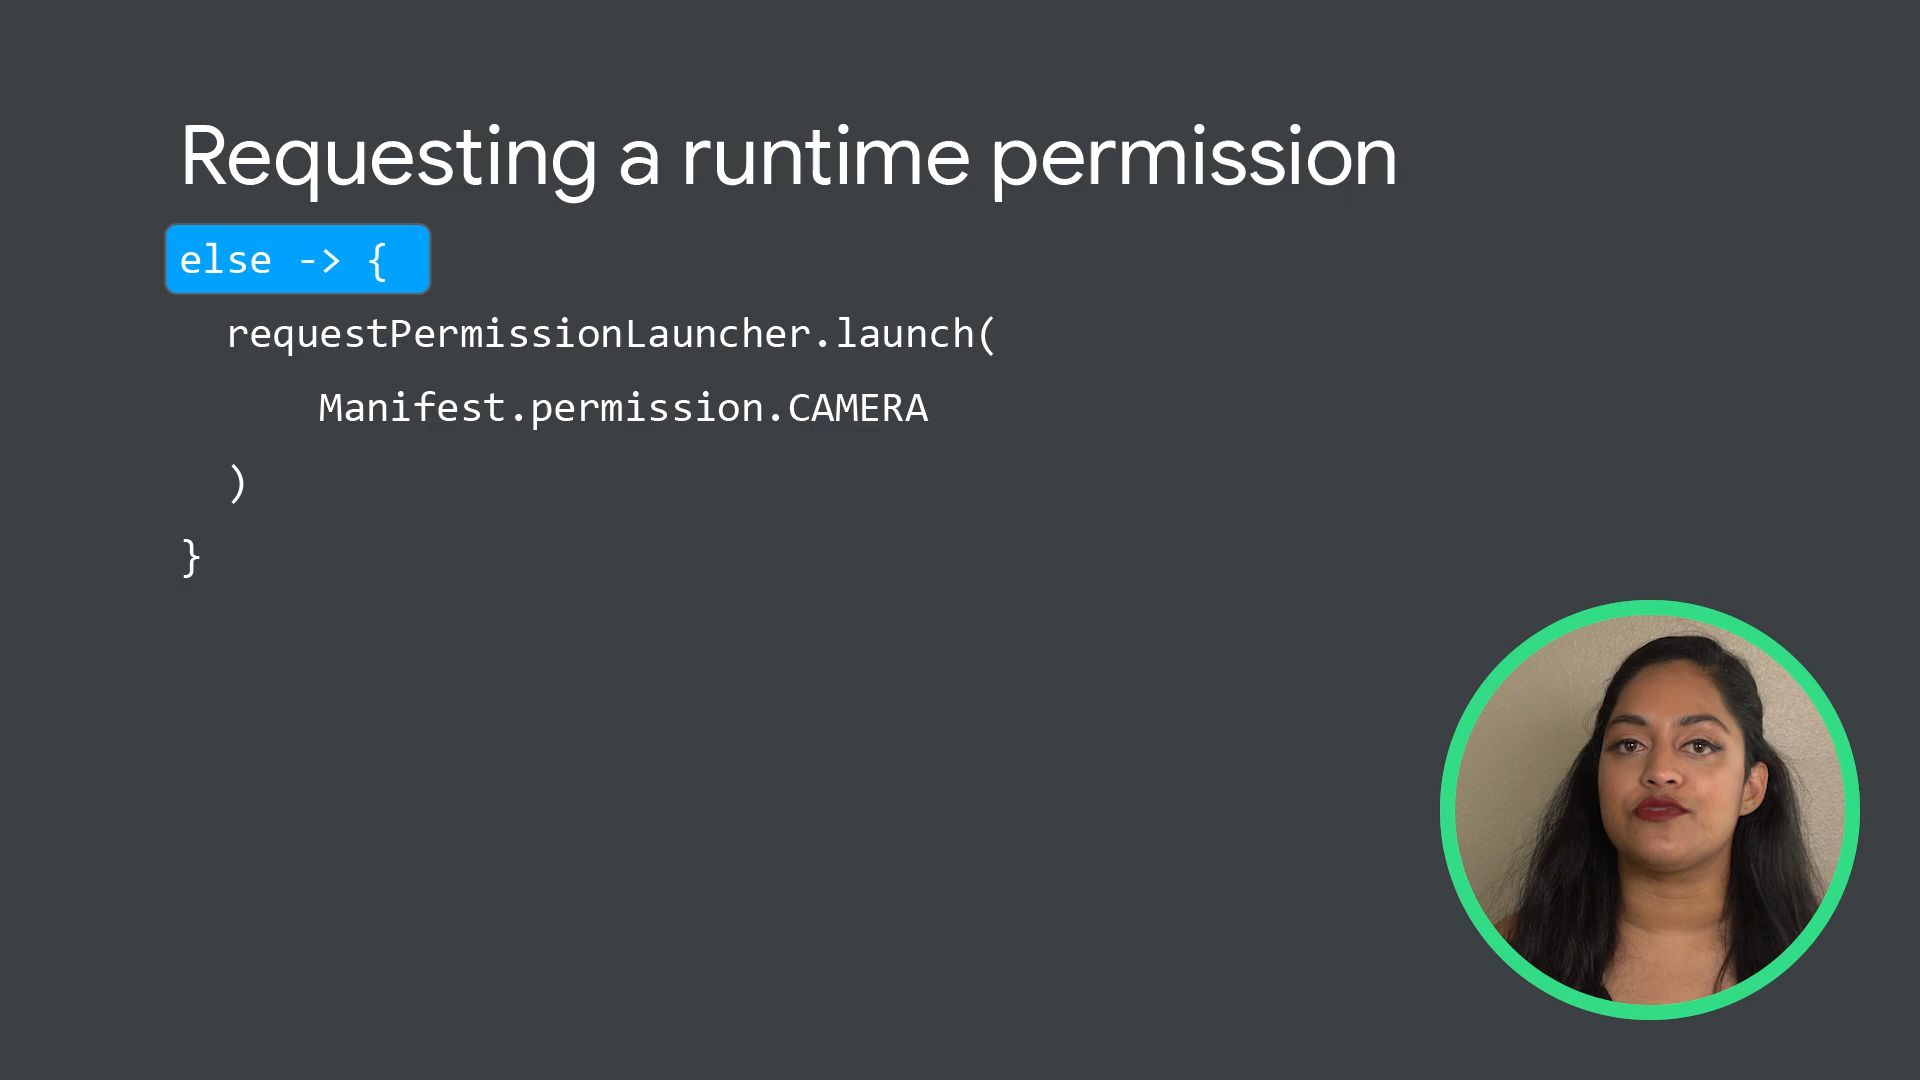 Requesting a runtime permission
else -> {
requestPermissionLauncher.launch(
Manifest.permission.CAMERA
)
}